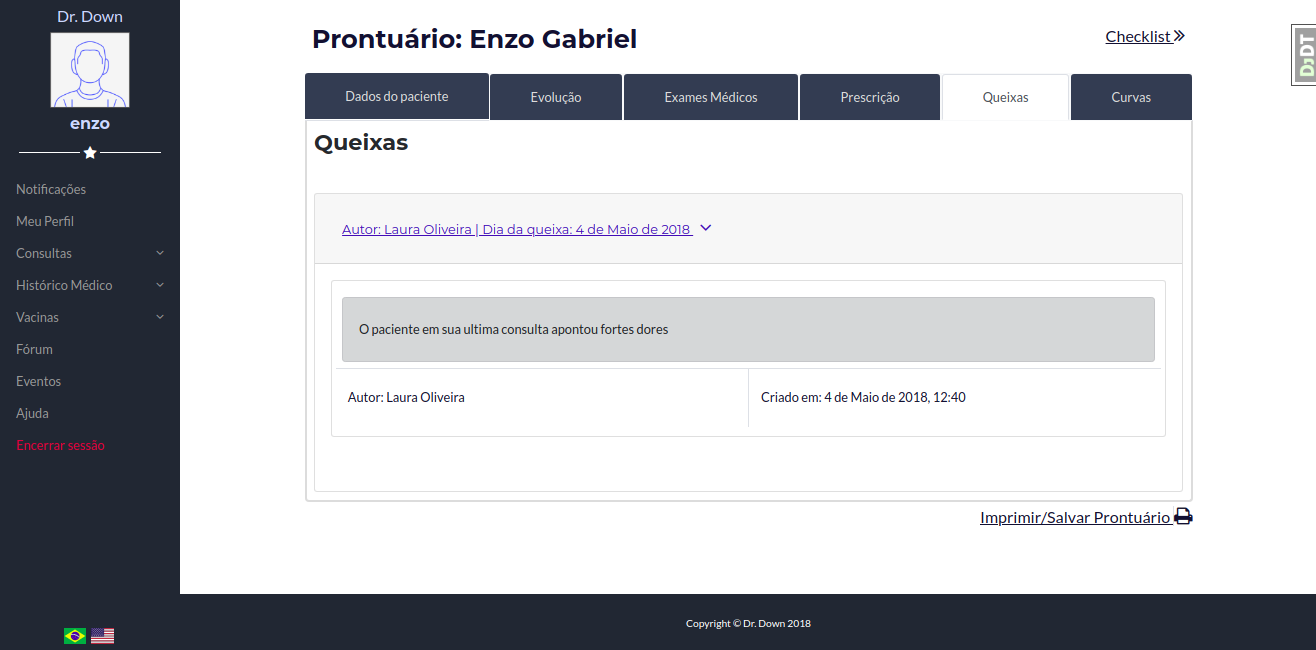 Dr. Down
enzo
Notificações
Meu Perfil
Consultas
Histórico Médico
Vacinas
Fórum
Eventos
Ajuda
Encerrar sessão
Prontuário: Enzo Gabriel
Checklist
Dados do paciente
Evolução
Exames Médicos
Prescrição
Queixas
Curvas
Queixas
Autor: Laura Oliveira | Dia da queixa: 4 de Maio de 2018
O paciente em sua ultima consulta apontou fortes dores
Autor: Laura Oliveira
Criado em: 4 de Maio de 2018, 12:40
Imprimir/Salvar Prontuário
DJDT
Copyright © Dr. Down 2018